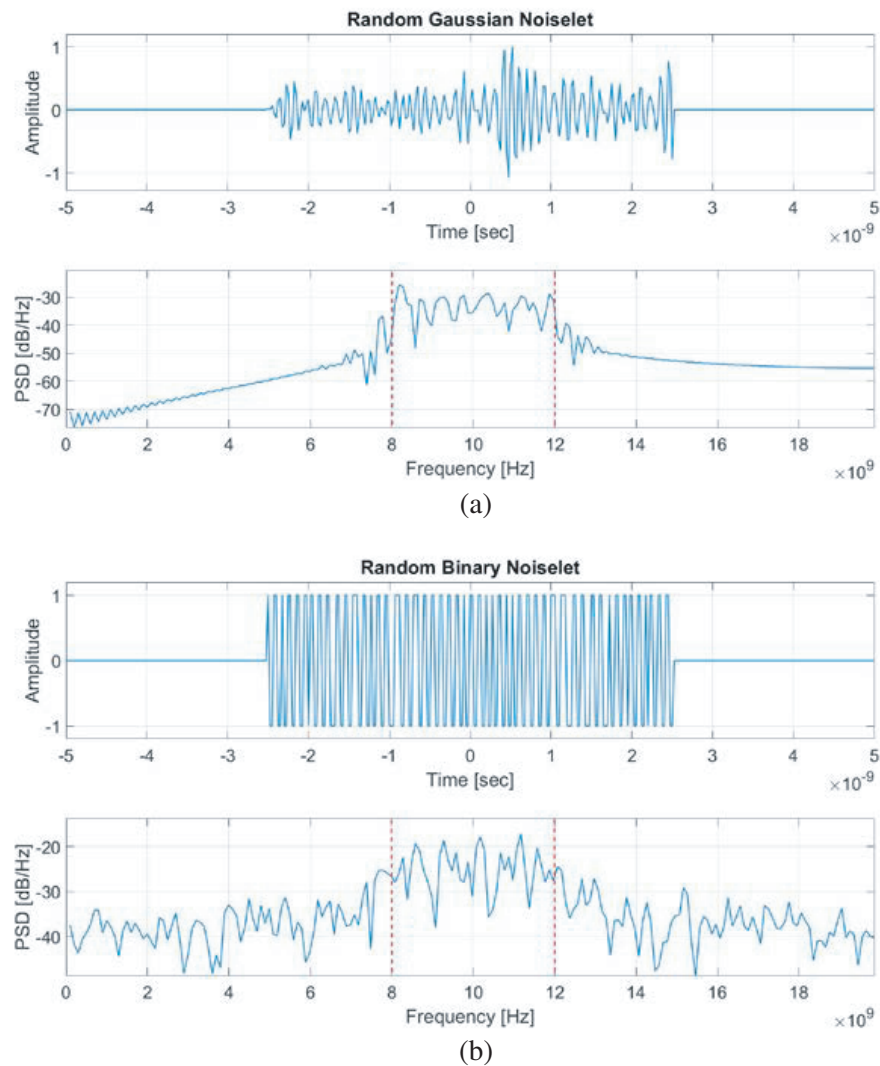 Random Gaussian Noiselet
Amplitude
1
0
-1
-5 -4 -3 -2 -1 0 1 2 3 4 5
Time [sec]
×10⁻⁹
PSD [dB/Hz]
-30
-40
-50
-60
-70
0 2 4 6 8 10 12 14 16 18
Frequency [Hz]
×10⁹
(a)
Random Binary Noiselet
Amplitude
1
0
-1
-5 -4 -3 -2 -1 0 1 2 3 4 5
Time [sec]
×10⁻⁹
PSD [dB/Hz]
-20
-30
-40
0 2 4 6 8 10 12 14 16 18
Frequency [Hz]
×10⁹
(b)